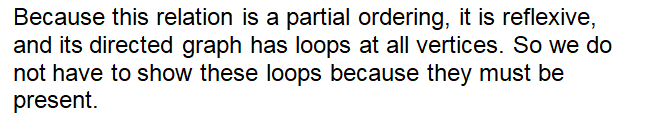 Because this relation is a partial ordering, it is reflexive,
and its directed graph has loops at all vertices. So we do
not have to show these loops because they must be
present.